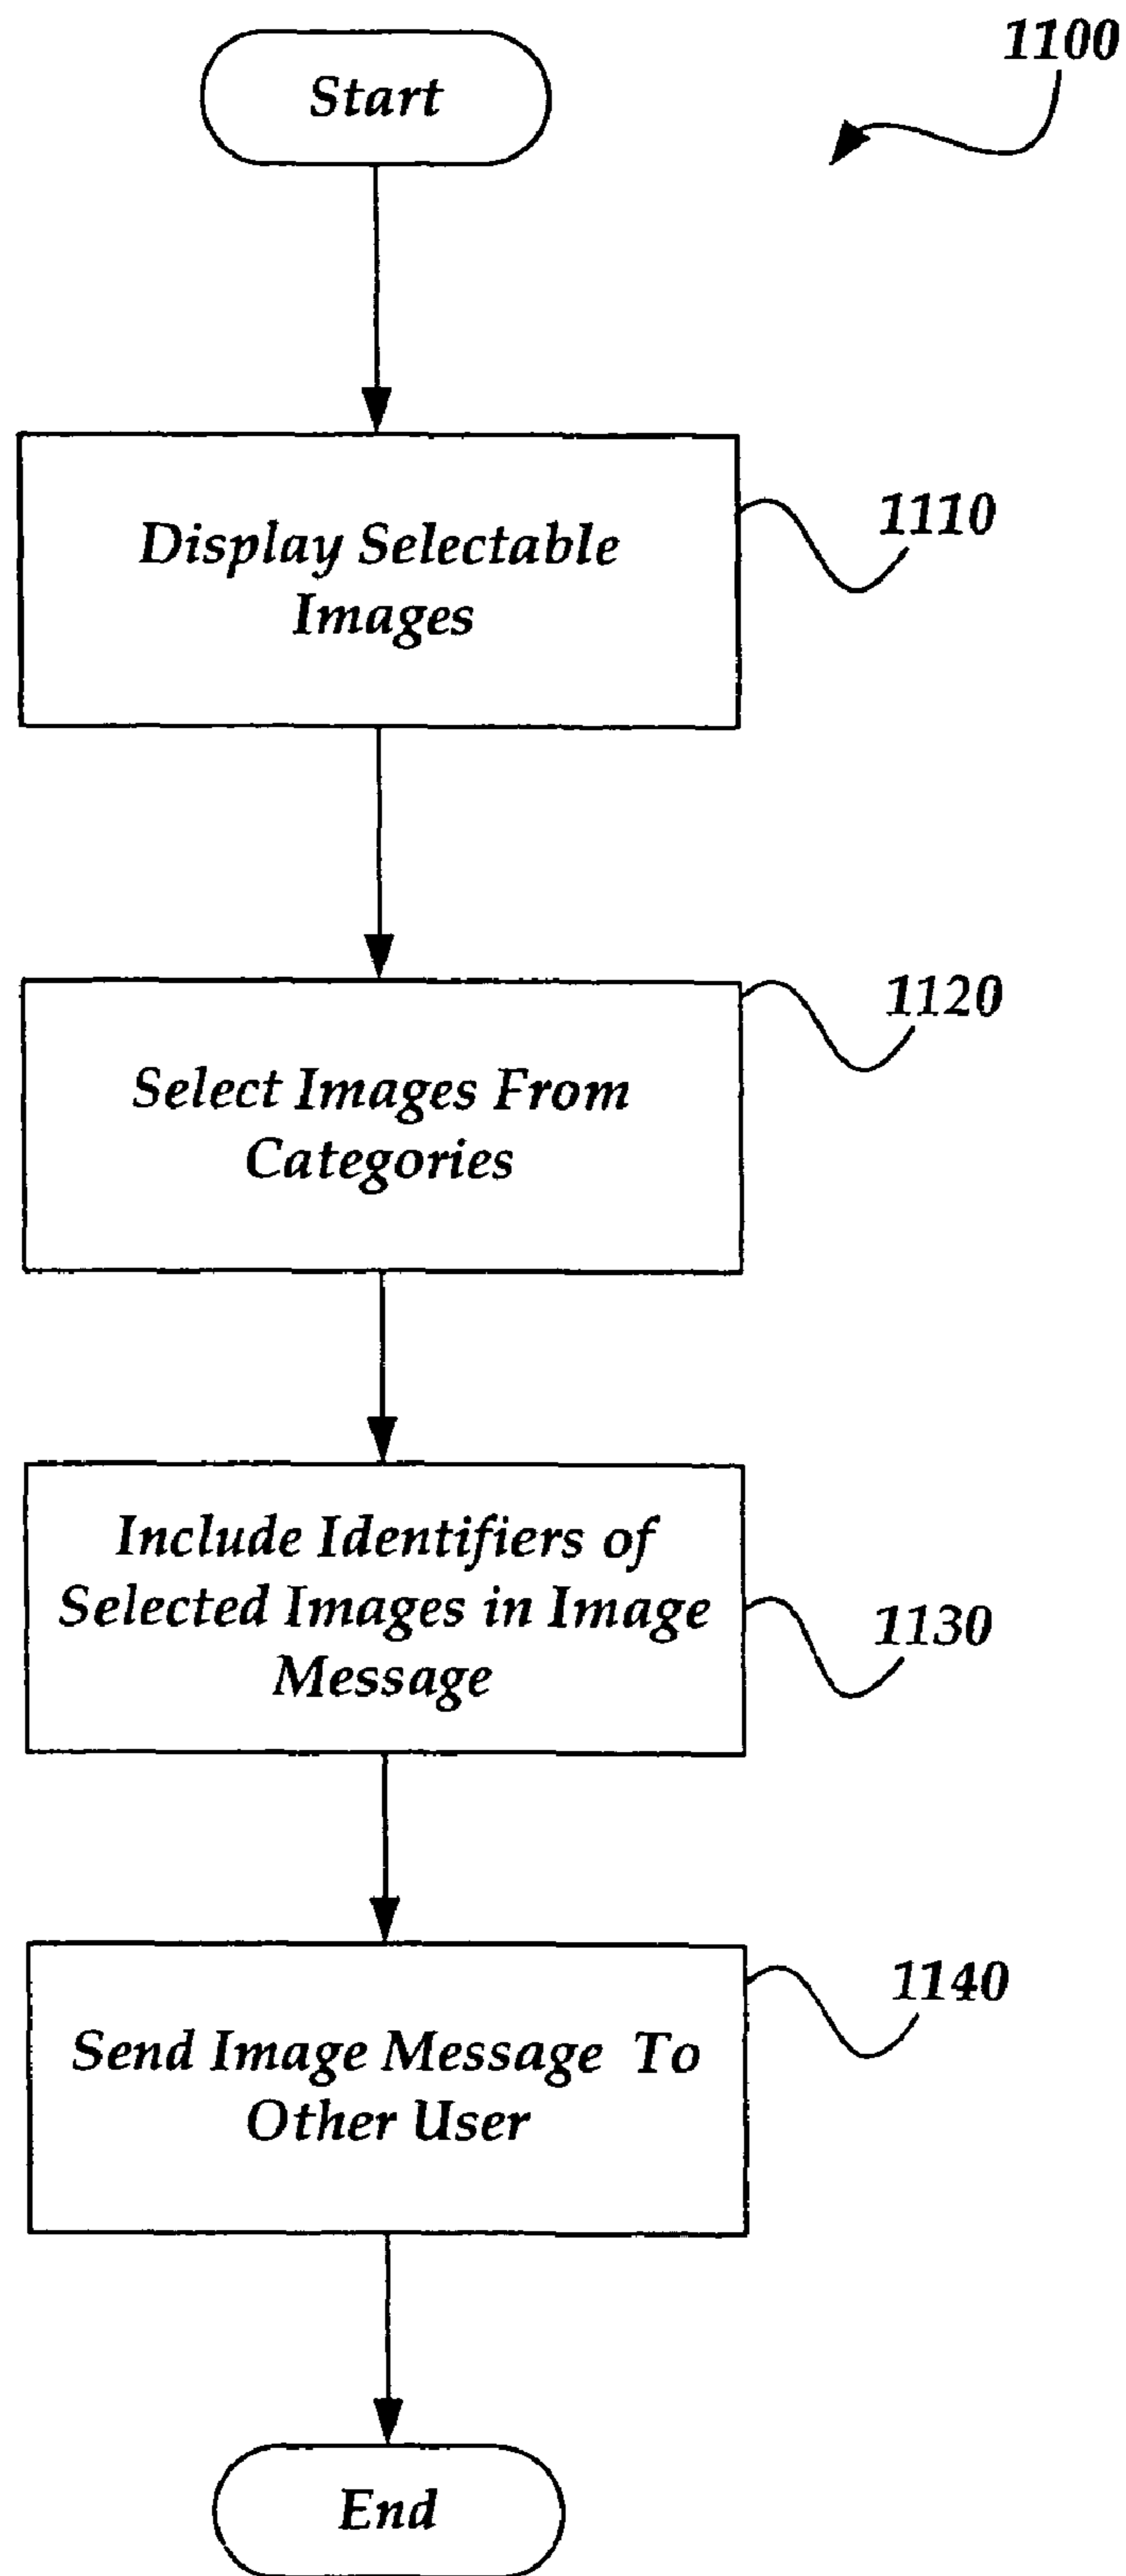 1100
Start
Display Selectable
Images
1110
Select Images From
Categories
1120
Include Identifiers of
Selected Images in Image
Message
1130
Send Image Message To
Other User
1140
End